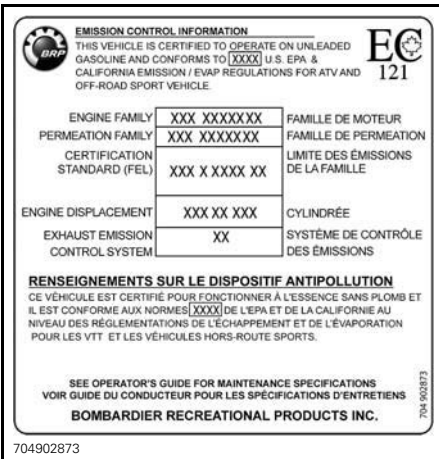 BRP
EMISSION CONTROL INFORMATION
THIS VEHICLE IS CERTIFIED TO OPERATE ON UNLEADED
GASOLINE AND CONFORMS TO XXXX U.S. EPA &
CALIFORNIA EMISSION / EVAP REGULATIONS FOR ATV AND
OFF-ROAD SPORT VEHICLE.
EC
121
ENGINE FAMILY XXX XXXXXXX FAMILLE DE MOTEUR
PERMEATION FAMILY XXX XXXXXXX FAMILLE DE PERMEATION
CERTIFICATION LIMITE DES ÉMISSIONS
STANDARD (FEL) XXX X XXXX XX DE LA FAMILLE
ENGINE DISPLACEMENT XXX XX XXX CYLINDRÉE
EXHAUST EMISSION XX SYSTÈME DE CONTRÔLE
CONTROL SYSTEM DES ÉMISSIONS
RENSEIGNEMENTS SUR LE DISPOSITIF ANTIPOLLUTION
CE VÉHICULE EST CERTIFIÉ POUR FONCTIONNER À L'ESSENCE SANS PLOMB ET
IL EST CONFORME AUX NORMES XXXX DE L'EPA ET DE LA CALIFORNIE AU
NIVEAU DES RÉGLEMENTATIONS DE L'ÉCHAPPEMENT ET DE L'ÉVAPORATION
POUR LES VTT ET LES VÉHICULES HORS-ROUTE SPORTS.
SEE OPERATOR'S GUIDE FOR MAINTENANCE SPECIFICATIONS
VOIR GUIDE DU CONDUCTEUR POUR LES SPÉCIFICATIONS D'ENTRETIENS
BOMBARDIER RECREATIONAL PRODUCTS INC.
704 902873
704902873